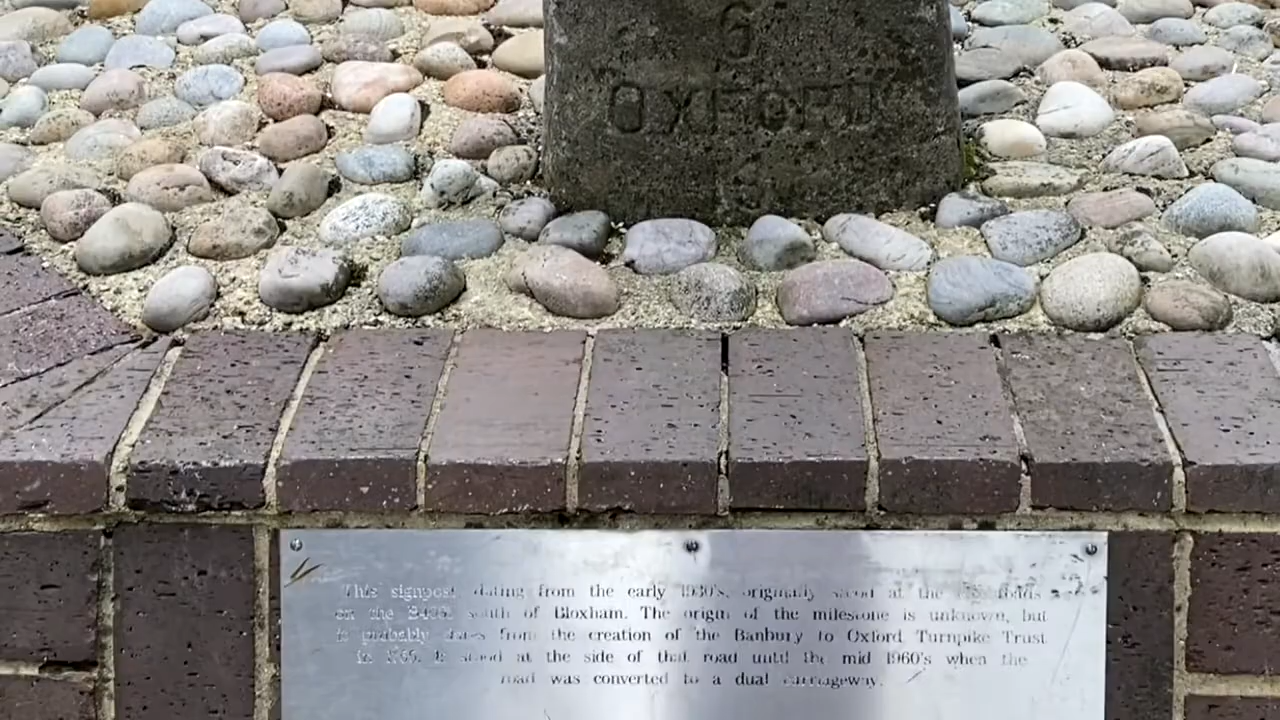 6
OXFORD
This signpost dating from the early 1930's, originally stood at the
on the south of Bloxham. The origin of the milestone is unknown, but
it probably dates from the creation of the Banbury to Oxford Turnpike Trust
in It stood at the side of that road until the mid 1960's when the
road was converted to a dual carriageway.